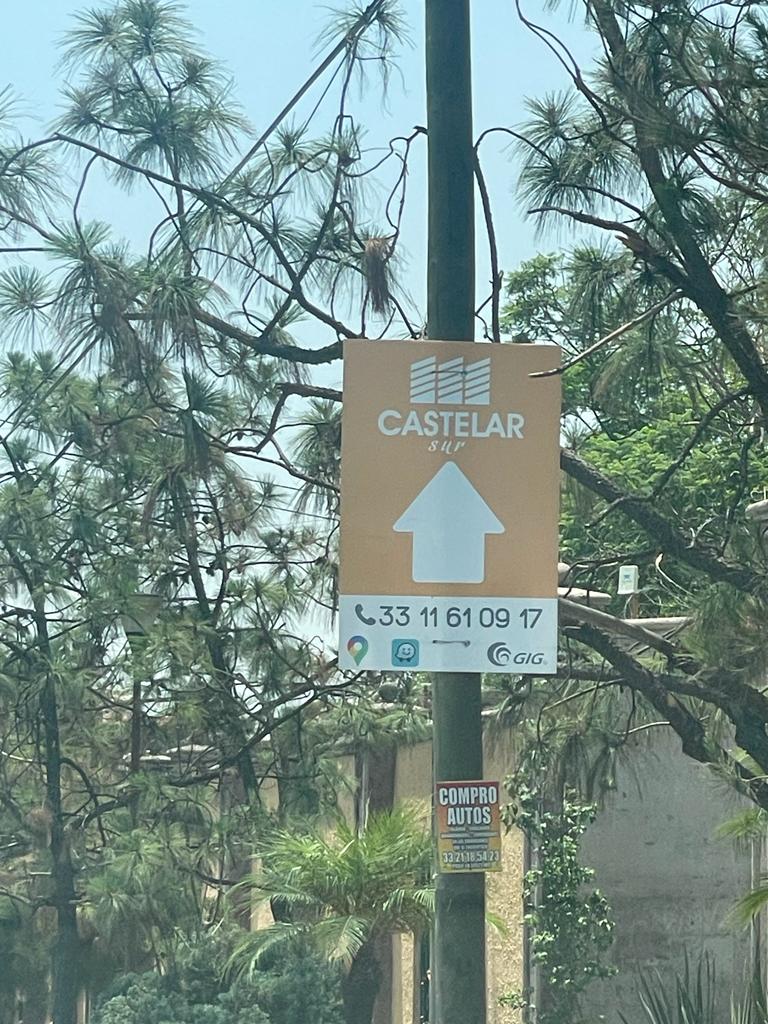 CASTELAR
sur
33 11 61 09 17
GIG
COMPRO
AUTOS
33 21 18 54 23